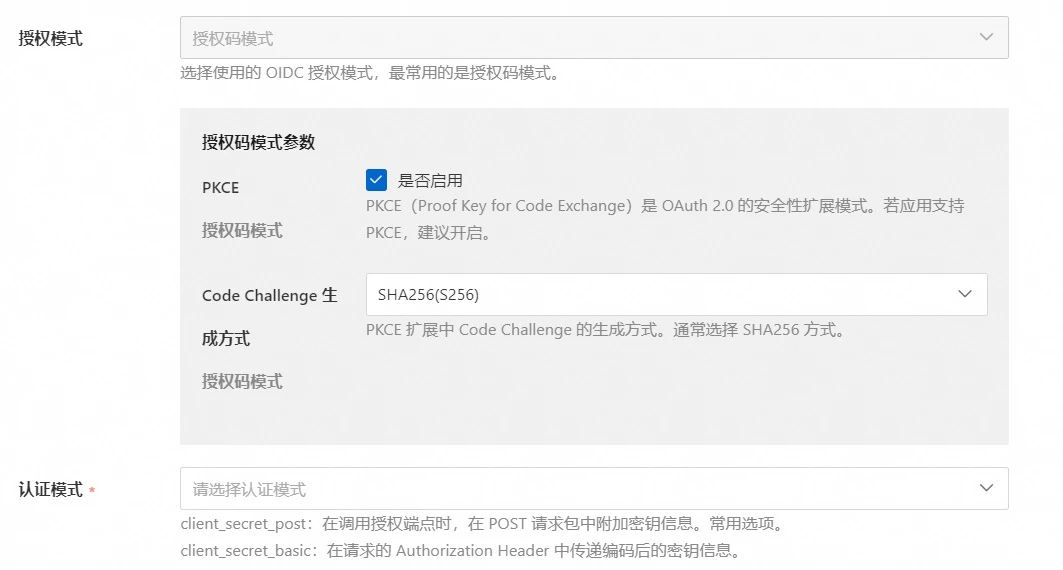 授权模式
授权码模式
选择使用的 OIDC 授权模式，最常用的是授权码模式。
授权码模式参数
PKCE
授权码模式
是否启用
PKCE（Proof Key for Code Exchange）是 OAuth 2.0 的安全性扩展模式。若应用支持
PKCE，建议开启。
Code Challenge 生
成方式
授权码模式
SHA256(S256)
PKCE 扩展中 Code Challenge 的生成方式。通常选择 SHA256 方式。
认证模式 *
请选择认证模式
client_secret_post：在调用授权端点时，在 POST 请求包中附加密钥信息。常用选项。
client_secret_basic：在请求的 Authorization Header 中传递编码后的密钥信息。